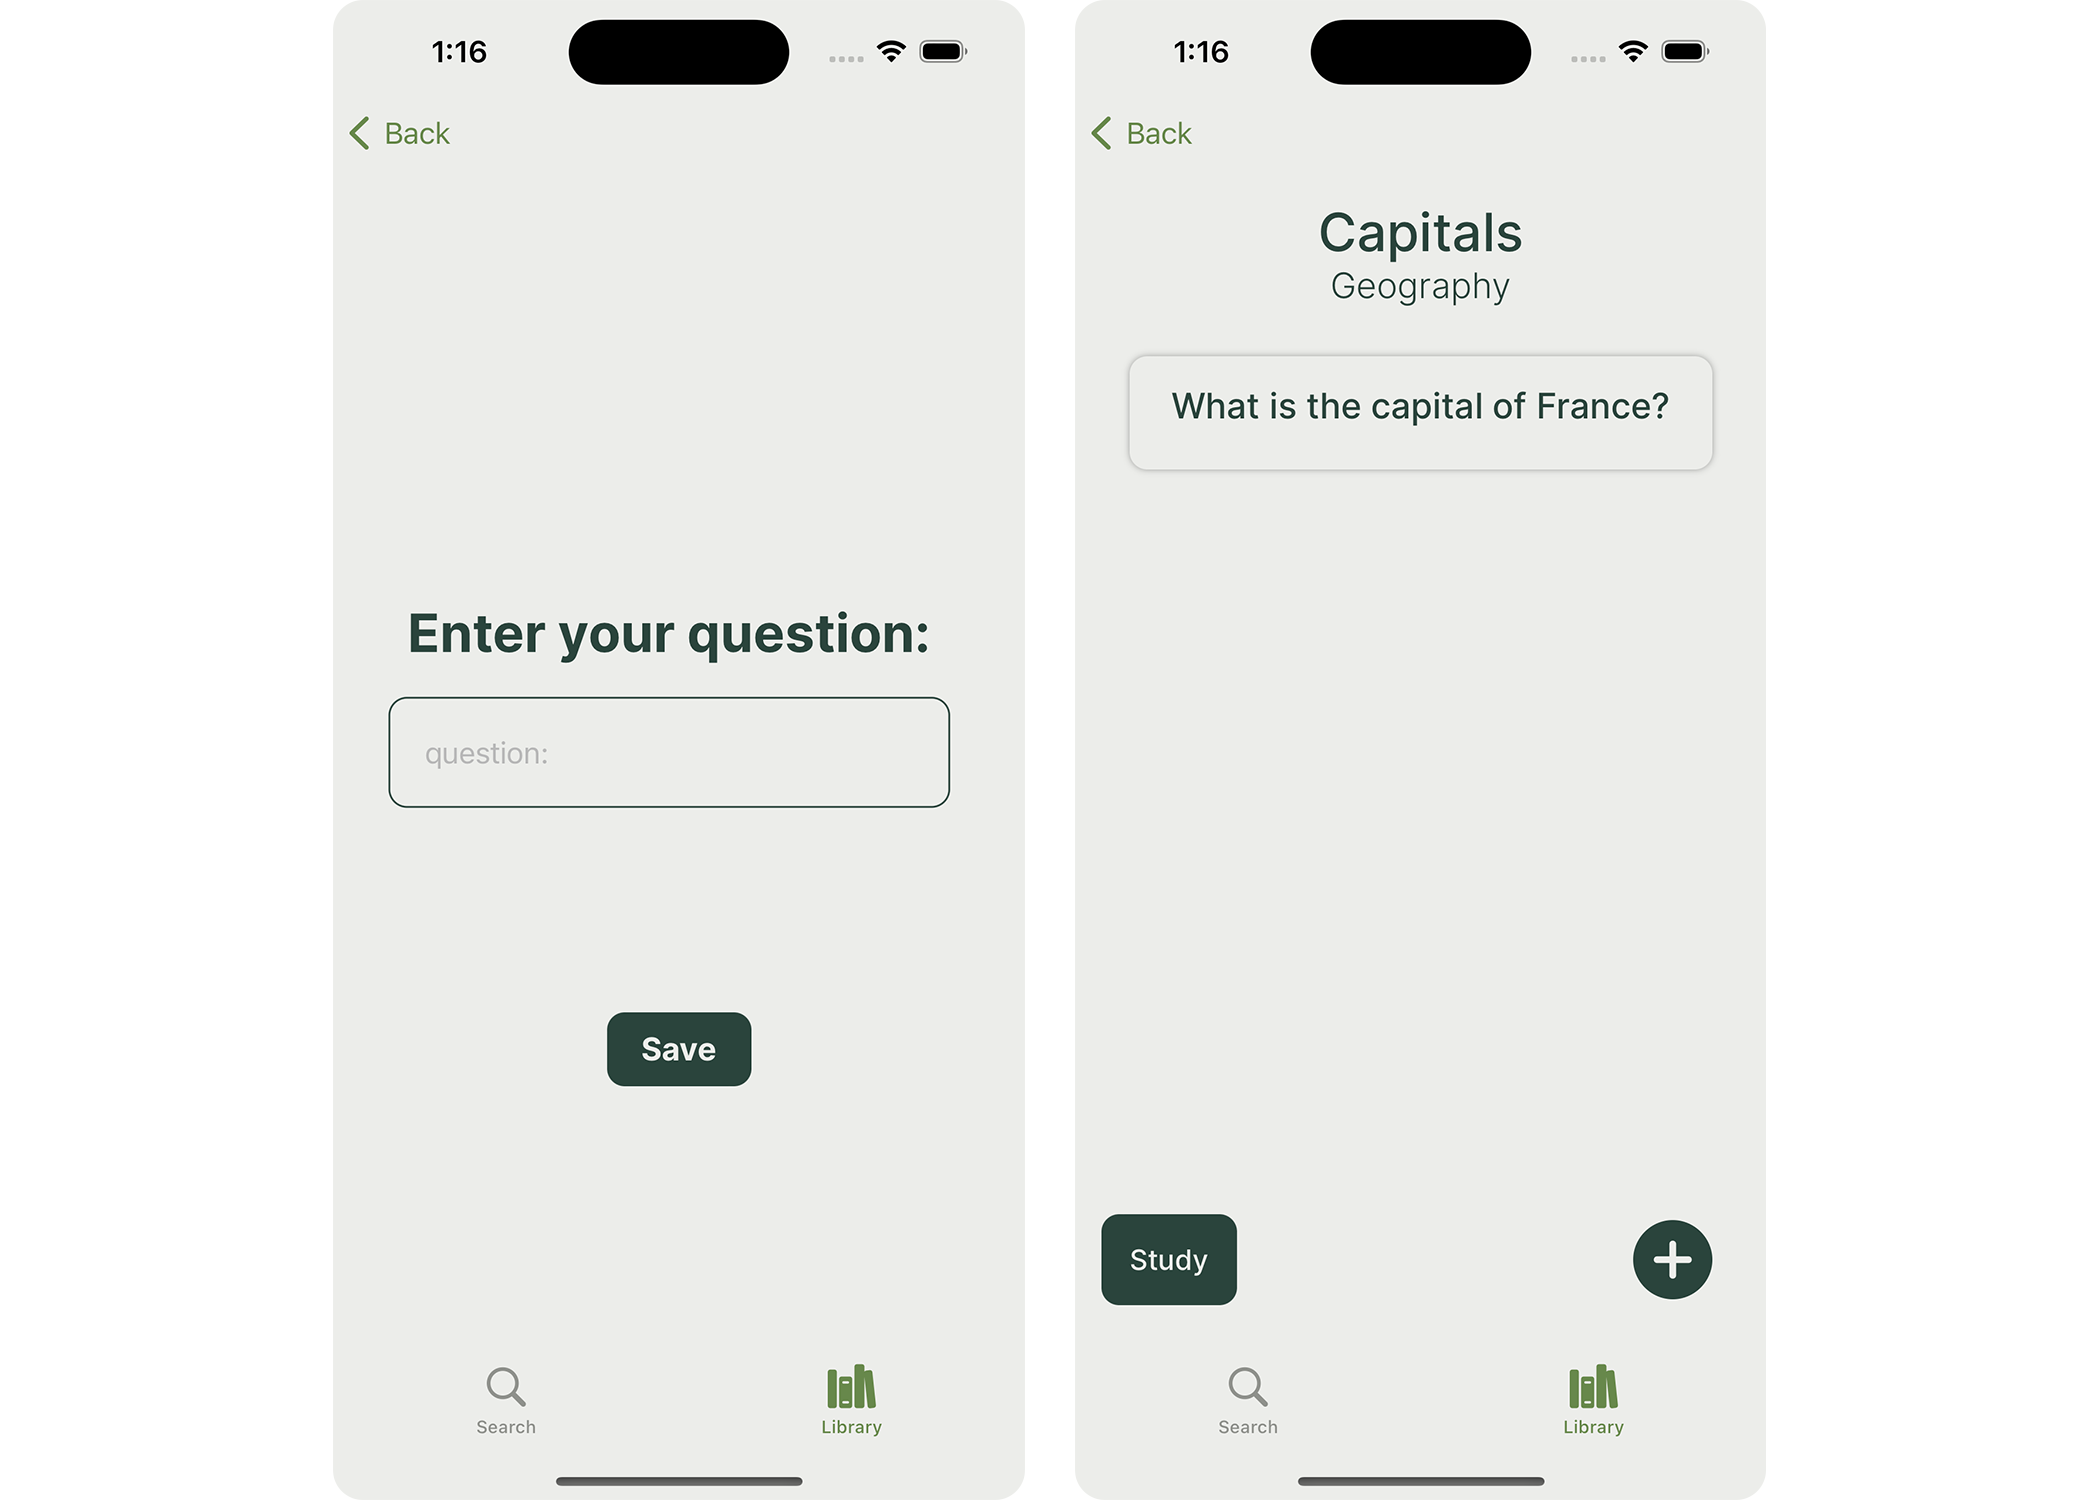 1:16
Back
Enter your question:
question:
Save
Search
Library
1:16
Back
Capitals
Geography
What is the capital of France?
Study
Search
Library